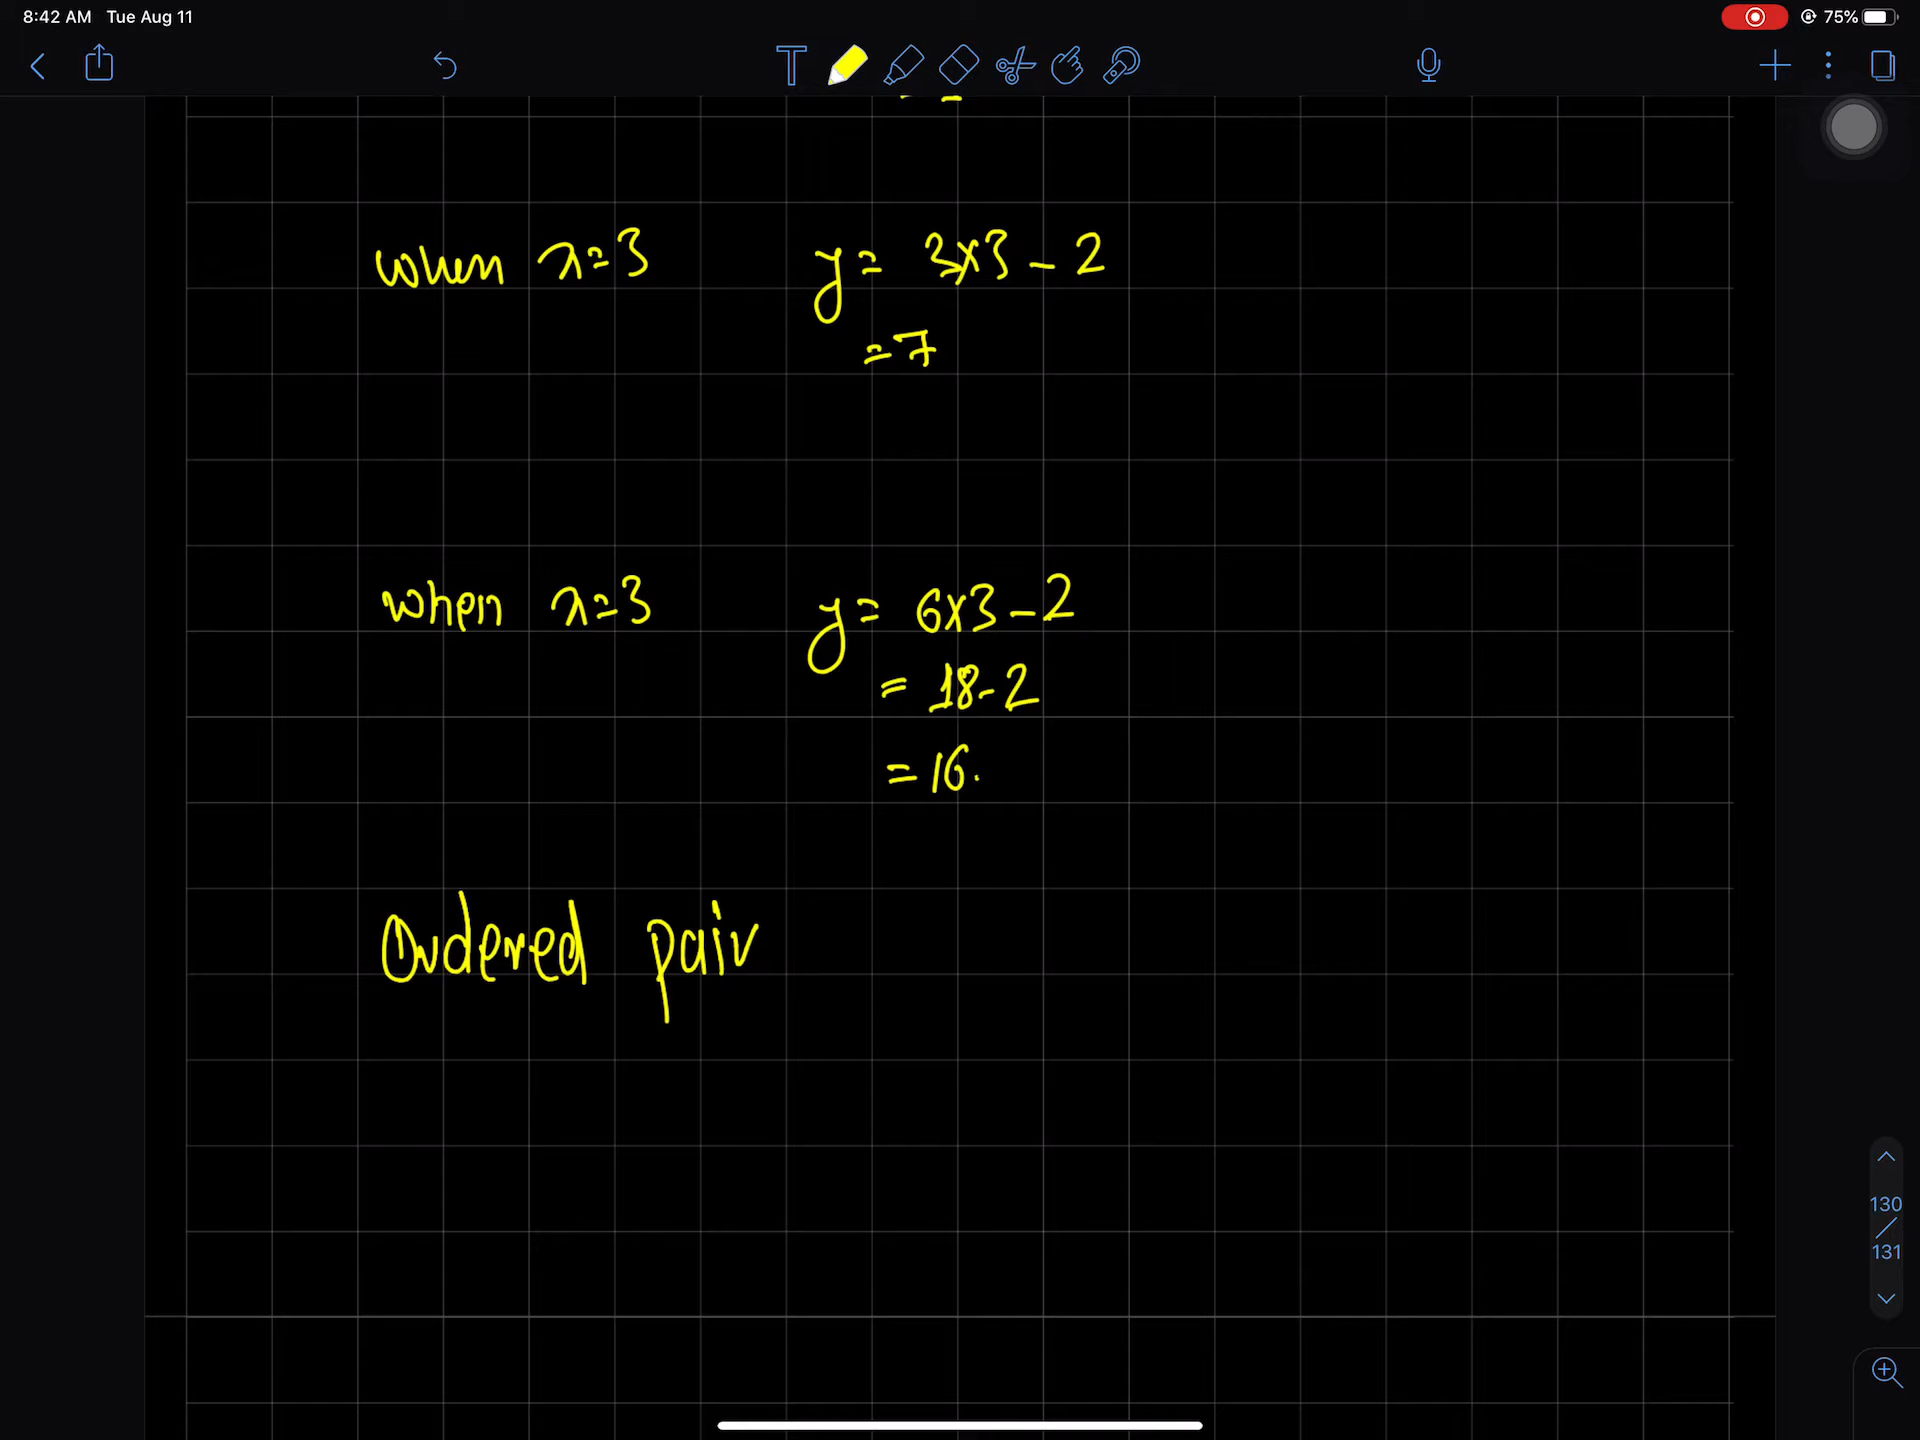 8:42 AM Tue Aug 11
75%
T
when x=3 y= 3x3 - 2
=7
when x=3 y= 6x3 - 2
= 18-2
= 16.
Ordered pair
130
131